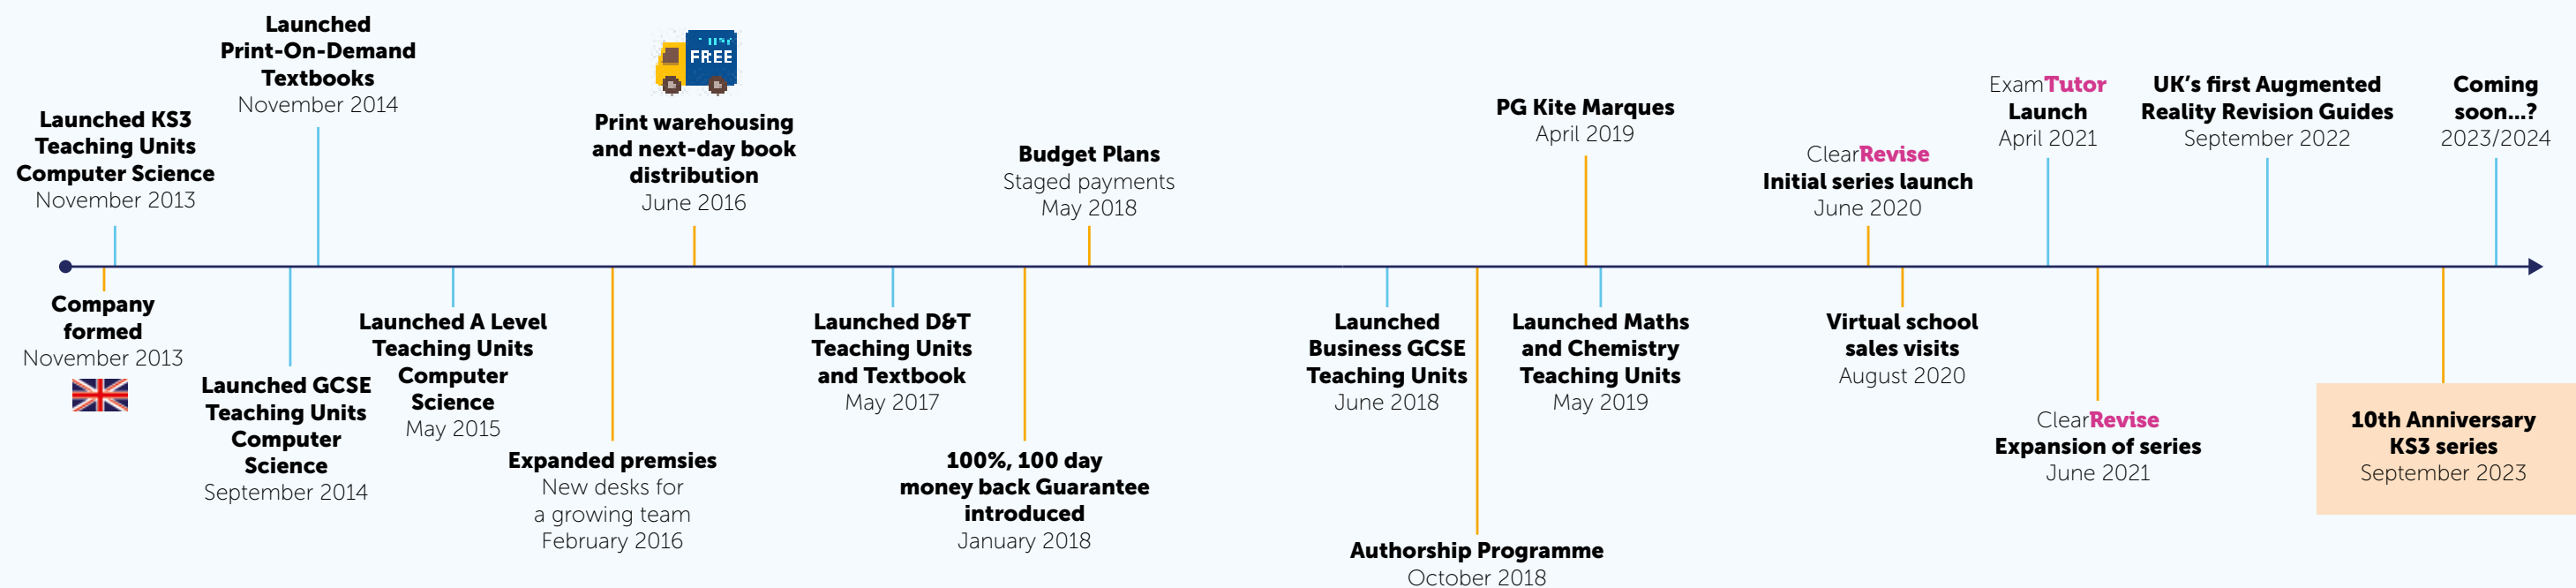 Launched
Print-On-Demand
Textbooks
November 2014
Launched KS3
Teaching Units
Computer Science
November 2013
FREE
Print warehousing
and next-day book
distribution
June 2016
Budget Plans
Staged payments
May 2018
PG Kite Marques
April 2019
ClearRevise
Initial series launch
June 2020
ExamTutor
Launch
April 2021
UK’s first Augmented
Reality Revision Guides
September 2022
Coming
soon...?
2023/2024
Company
formed
November 2013
Launched GCSE
Teaching Units
Computer
Science
September 2014
Launched A Level
Teaching Units
Computer
Science
May 2015
Expanded premsies
New desks for
a growing team
February 2016
Launched D&T
Teaching Units
and Textbook
May 2017
100%, 100 day
money back Guarantee
introduced
January 2018
Launched
Business GCSE
Teaching Units
June 2018
Authorship Programme
October 2018
Launched Maths
and Chemistry
Teaching Units
May 2019
Virtual school
sales visits
August 2020
ClearRevise
Expansion of series
June 2021
10th Anniversary
KS3 series
September 2023